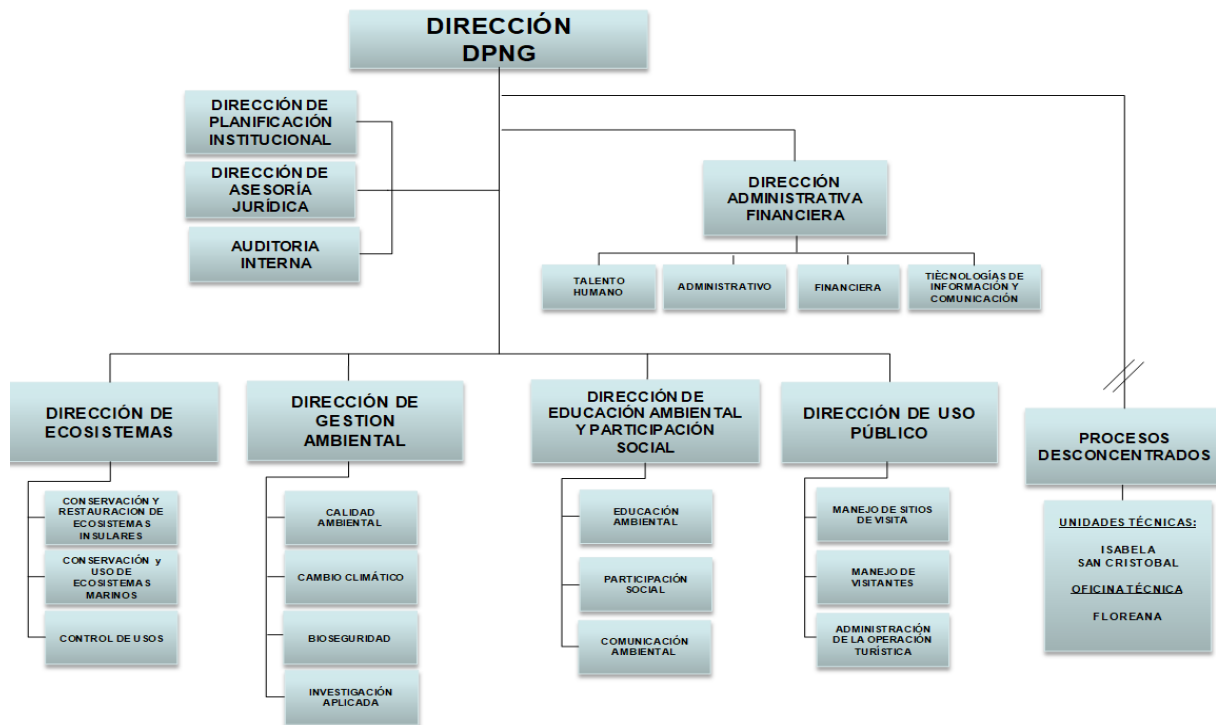 DIRECCIÓN
DPNG
DIRECCIÓN DE
PLANIFICACIÓN
INSTITUCIONAL
DIRECCIÓN DE
ASESORÍA
JURÍDICA
AUDITORIA
INTERNA
DIRECCIÓN
ADMINISTRATIVA
FINANCIERA
TALENTO
HUMANO
ADMINISTRATIVO
FINANCIERA
TIÈCNOLOGÍAS DE
INFORMACIÓN Y
COMUNICACIÓN
DIRECCIÓN DE
ECOSISTEMAS
CONSERVACIÓN Y
RESTAURACION DE
ECOSISTEMAS
INSULARES
CONSERVACIÓN y
USO DE
ECOSISTEMAS
MARINOS
CONTROL DE USOS
DIRECCIÓN DE
GESTION
AMBIENTAL
CALIDAD
AMBIENTAL
CAMBIO CLIMÁTICO
BIOSEGURIDAD
INVESTIGACIÓN
APLICADA
DIRECCIÓN DE
EDUCACIÓN AMBIENTAL
Y PARTICIPACIÓN
SOCIAL
EDUCACIÓN
AMBIENTAL
PARTICIPACIÓN
SOCIAL
COMUNICACIÓN
AMBIENTAL
DIRECCIÓN DE USO
PÚBLICO
MANEJO DE SITIOS
DE VISITA
MANEJO DE
VISITANTES
ADMINISTRACIÓN
DE LA OPERACIÓN
TURÍSTICA
PROCESOS
DESCONCENTRADOS
UNIDADES TÉCNICAS:
ISABELA
SAN CRISTOBAL
OFICINA TÉCNICA
FLOREANA